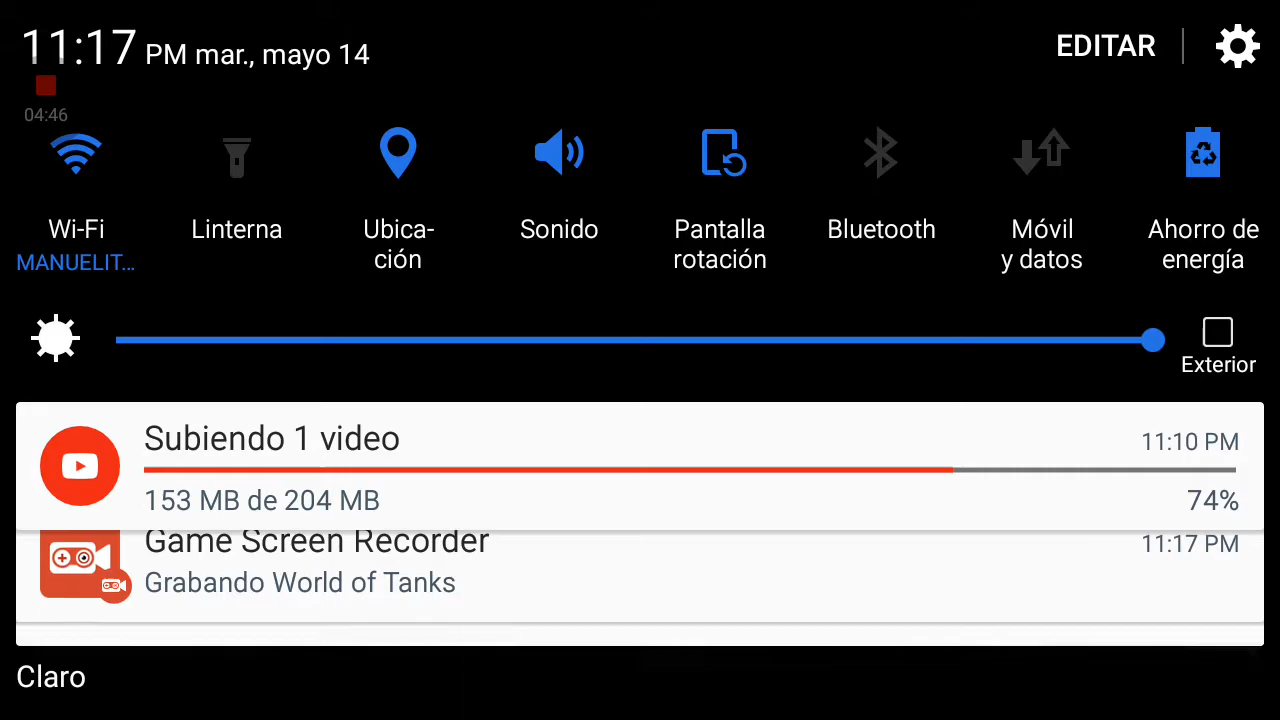 11:17 PM mar., mayo 14
EDITAR
04:46
Wi-Fi
MANUELIT...
Linterna
Ubica-
ción
Sonido
Pantalla
rotación
Bluetooth
Móvil
y datos
Ahorro de
energía
Exterior
Subiendo 1 video 11:10 PM
153 MB de 204 MB 74%
Game Screen Recorder 11:17 PM
Grabando World of Tanks
Claro